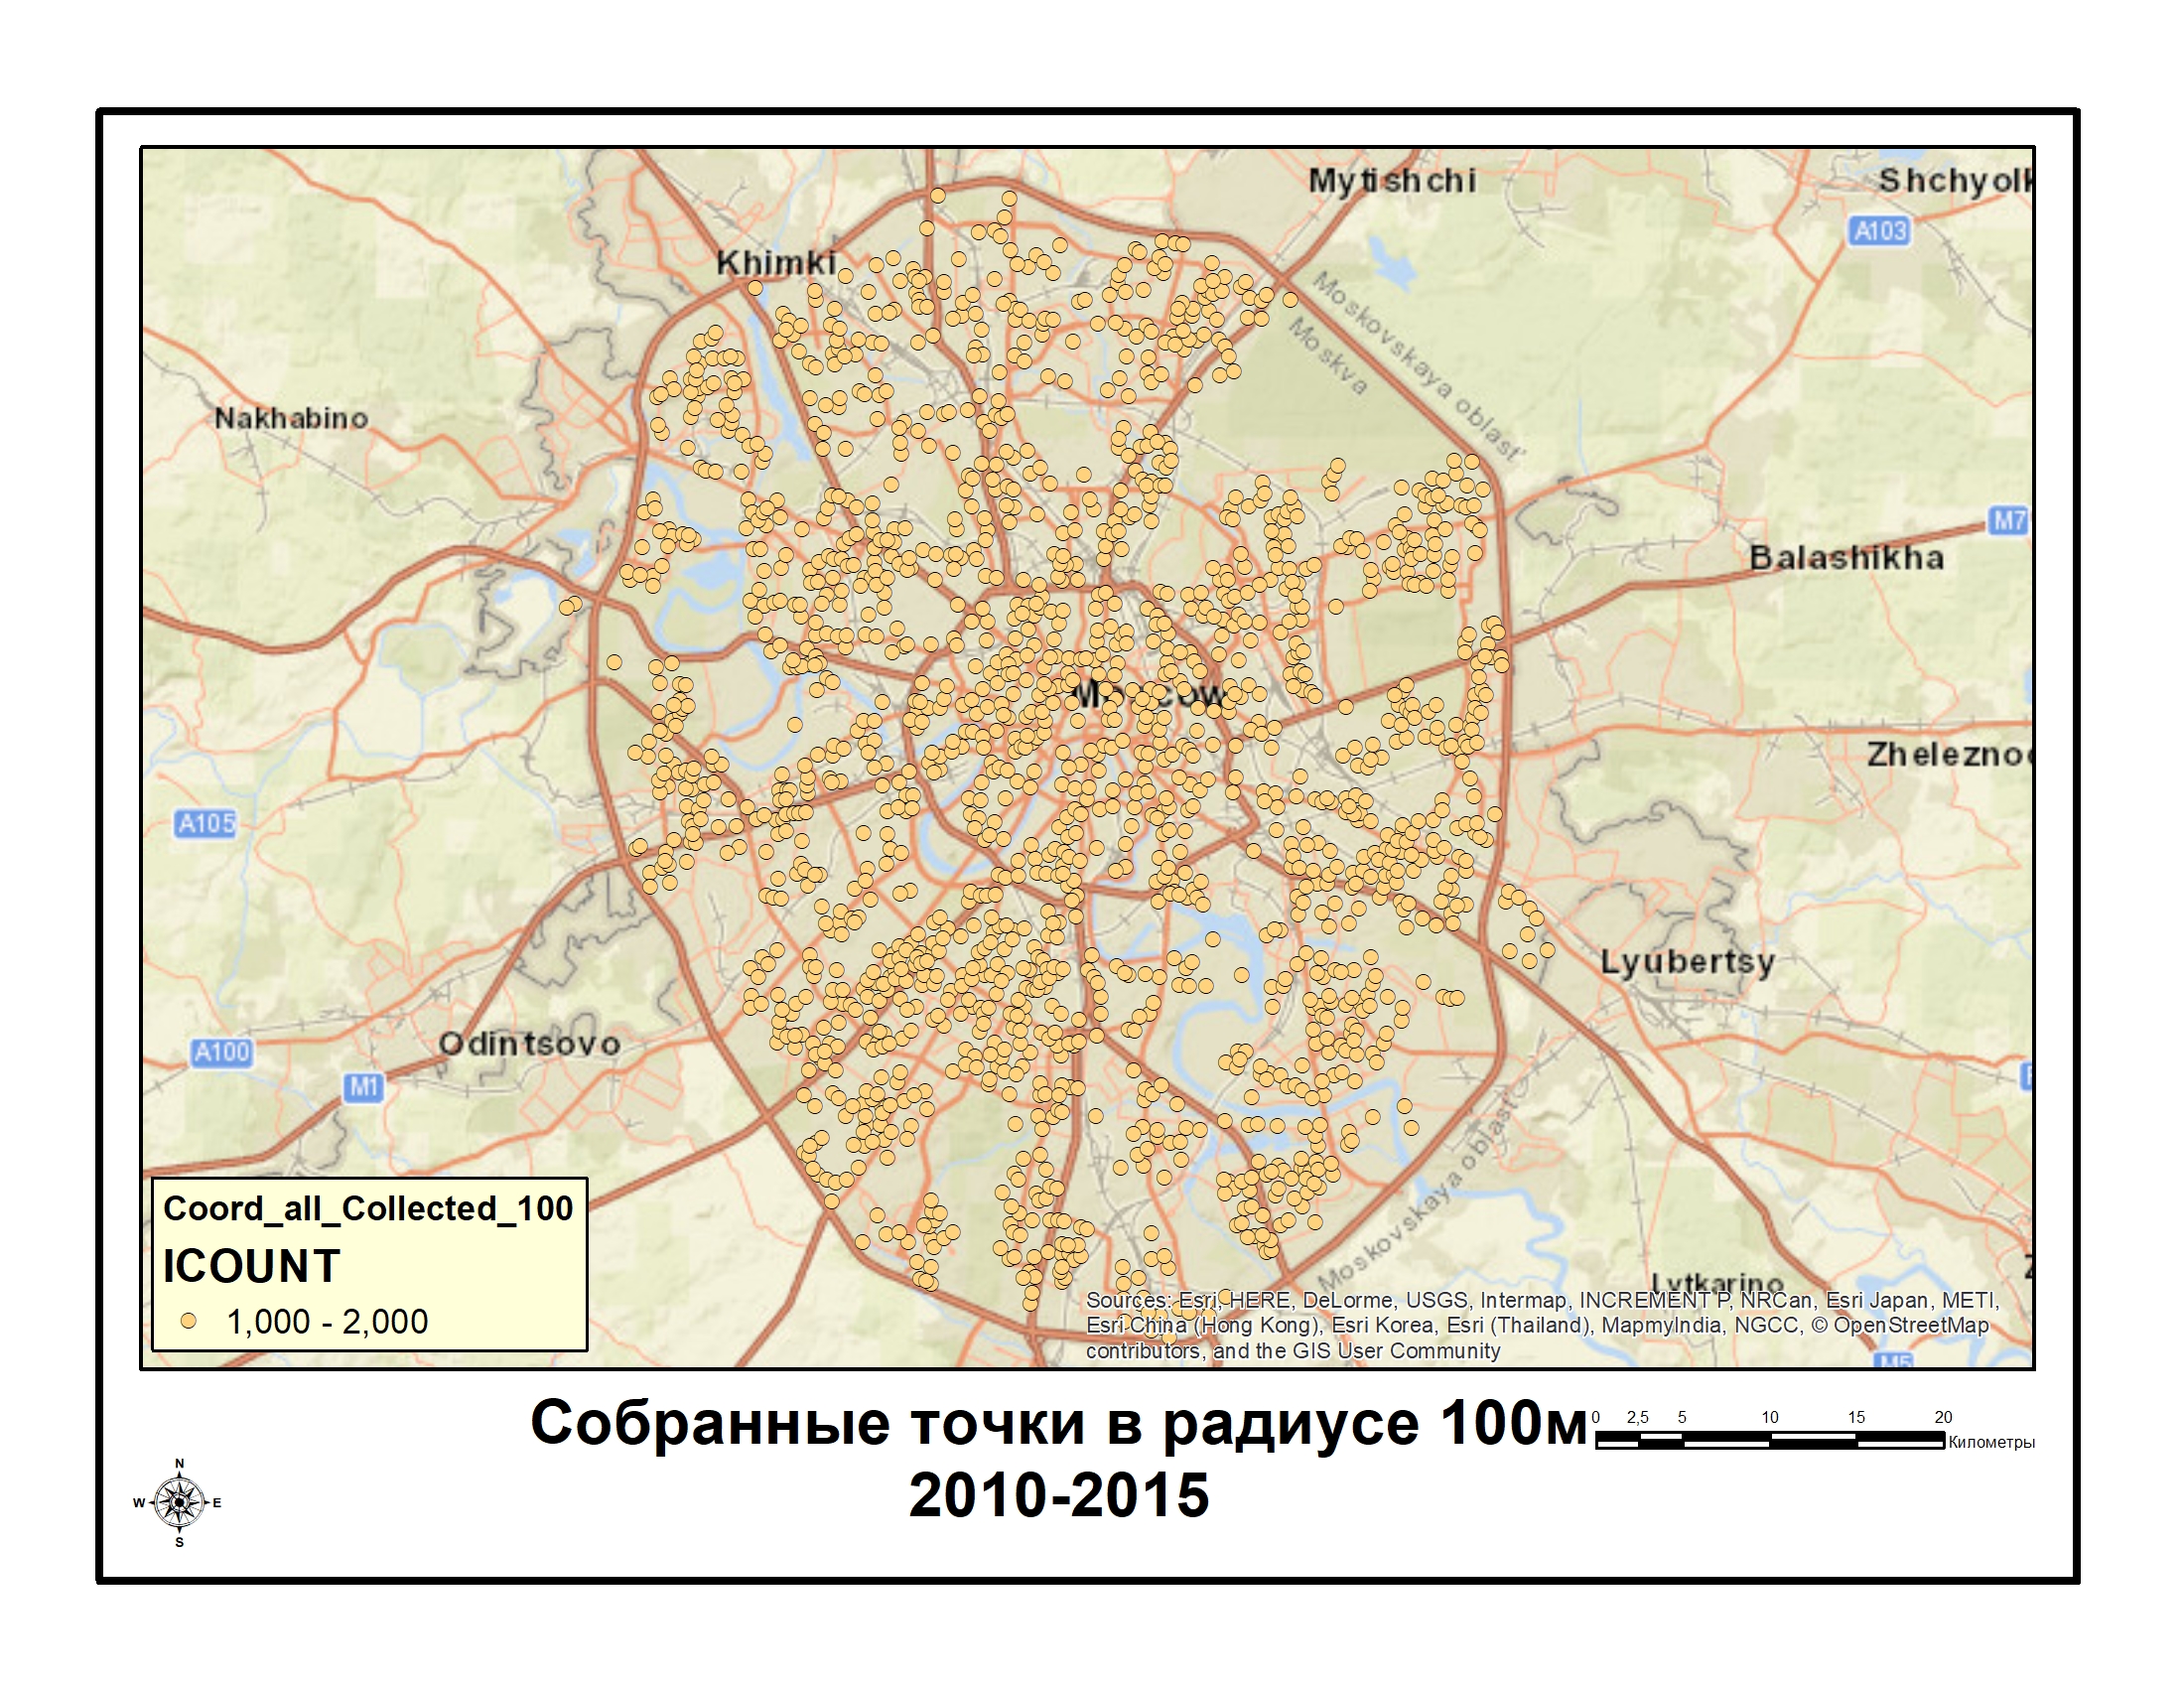 Mytishchi
Shchyolk
A103
Khimki
Moskovskaya oblast'
Moskva
Nakhabino
M7
Balashikha
Moscow
Zheleznoo
A105
Lyubertsy
Odintsovo
A100
M1
Moskovskaya oblast'
Lytkarino
Coord_all_Collected_100
ICOUNT
1,000 - 2,000
Sources: Esri, HERE, DeLorme, USGS, Intermap, INCREMENT P, NRCan, Esri Japan, METI,
Esri China (Hong Kong), Esri Korea, Esri (Thailand), MapmyIndia, NGCC, © OpenStreetMap
contributors, and the GIS User Community
M5
Собранные точки в радиусе 100м
2010-2015
0 2,5 5 10 15 20
Километры
N
W E
S